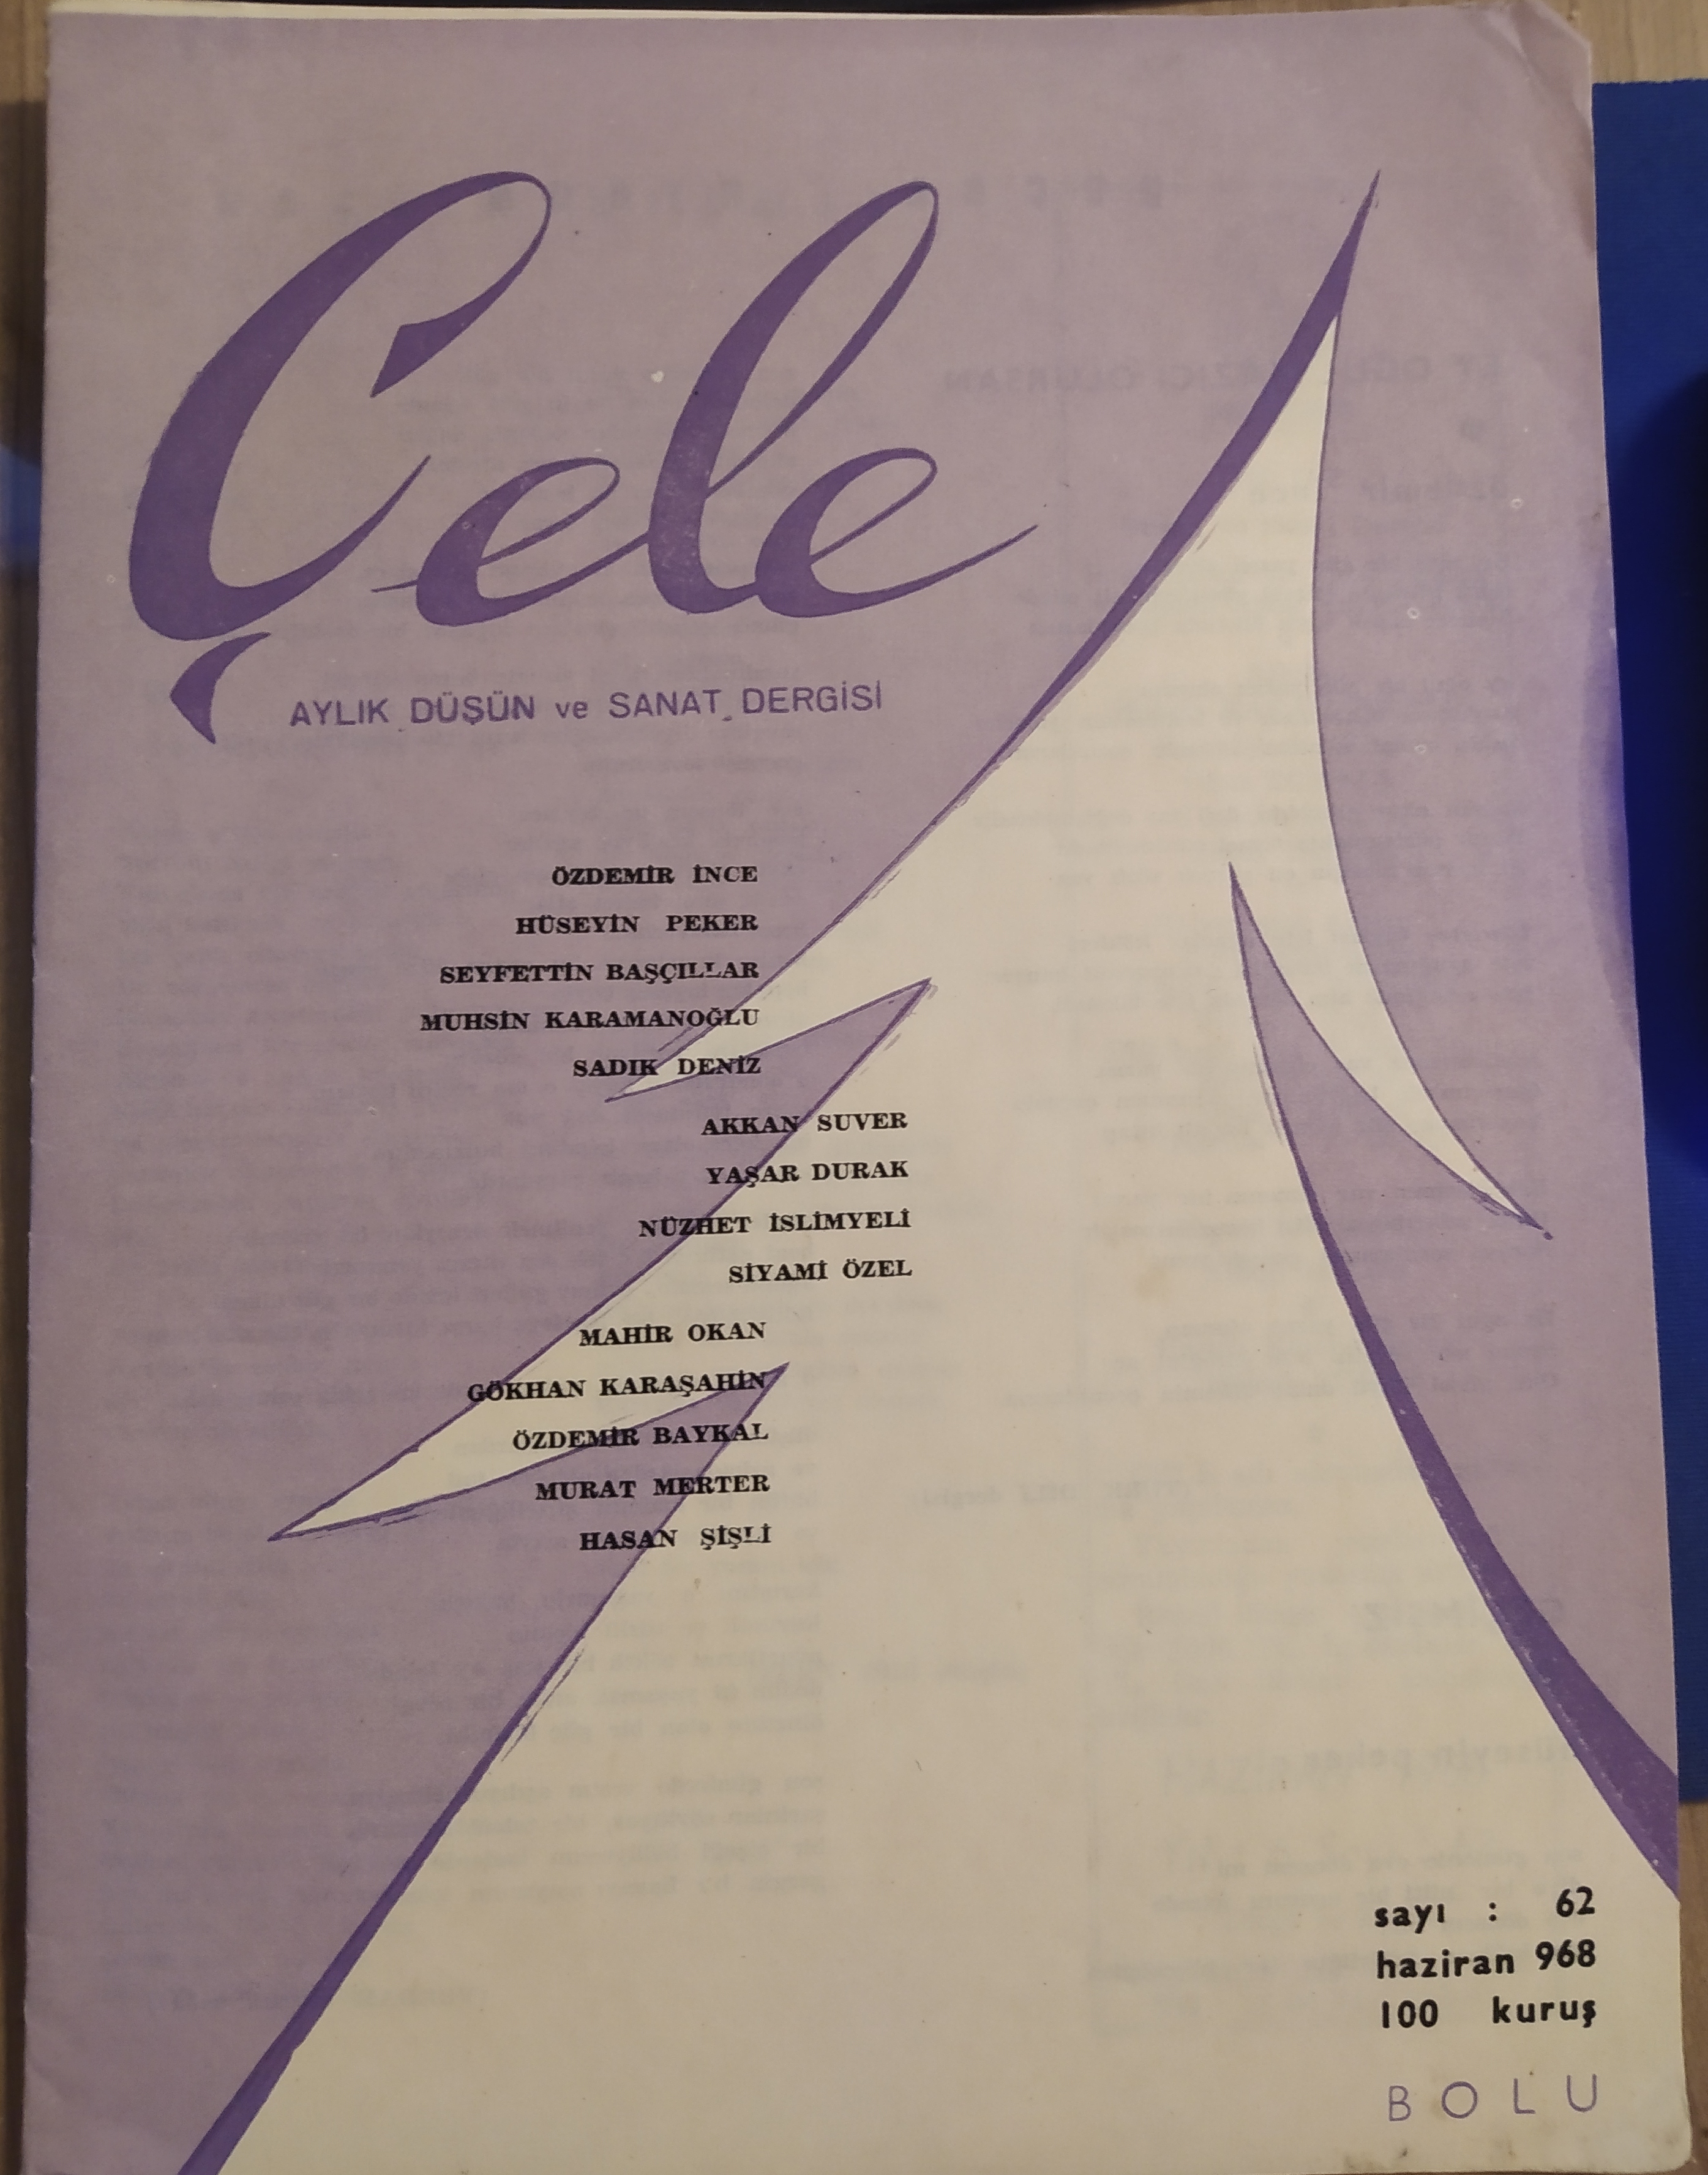 Çele
AYLIK DÜŞÜN ve SANAT DERGİSİ
ÖZDEMİR İNCE
HÜSEYİN PEKER
SEYFETTİN BAŞÇILLAR
MUHSİN KARAMANOĞLU
SADIK DENİZ
AKKAN SUVER
YAŞAR DURAK
NÜZHET İSLİMYELİ
SİYAMİ ÖZEL
MAHİR OKAN
GÖKHAN KARAŞAHİN
ÖZDEMİR BAYKAL
MURAT MERTER
HASAN ŞİŞLİ
sayı : 62
haziran 968
100 kuruş
BOLU